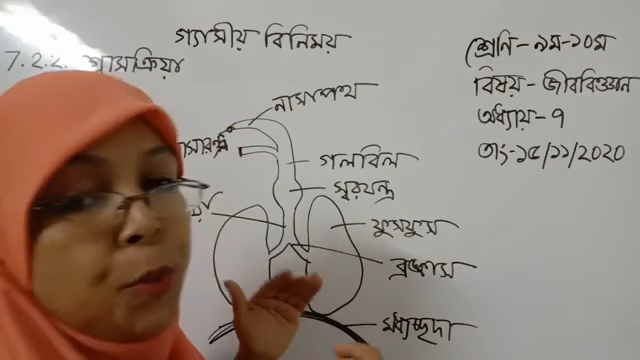 গ্যাসীয় বিনিময়
7.2.2. শ্বাসক্রিয়া
শ্রেনি-৯ম-১০ম
বিষয়-জীববিজ্ঞান
অধ্যায়-৭
তাং-১৫/১১/2020
নাসাপথ
গলবিল
স্বরযন্ত্র
ফুসফুস
ব্রঙ্কাস
মধ্যচ্ছদা